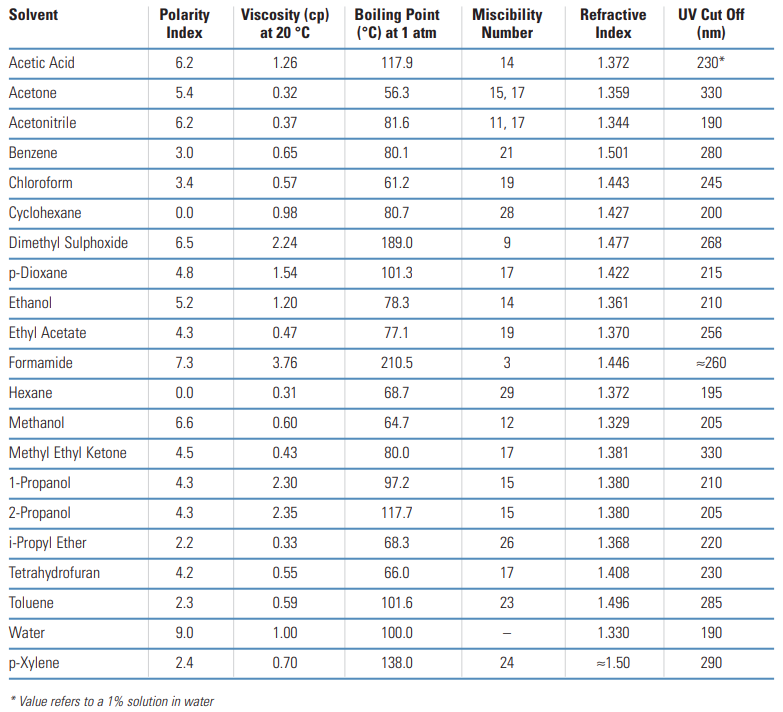 Solvent Polarity Index Viscosity (cp) at 20 °C Boiling Point (°C) at 1 atm Miscibility Number Refractive Index UV Cut Off (nm)
Acetic Acid 6.2 1.26 117.9 14 1.372 230*
Acetone 5.4 0.32 56.3 15, 17 1.359 330
Acetonitrile 6.2 0.37 81.6 11, 17 1.344 190
Benzene 3.0 0.65 80.1 21 1.501 280
Chloroform 3.4 0.57 61.2 19 1.443 245
Cyclohexane 0.0 0.98 80.7 28 1.427 200
Dimethyl Sulphoxide 6.5 2.24 189.0 9 1.477 268
p-Dioxane 4.8 1.54 101.3 17 1.422 215
Ethanol 5.2 1.20 78.3 14 1.361 210
Ethyl Acetate 4.3 0.47 77.1 19 1.370 256
Formamide 7.3 3.76 210.5 3 1.446 ≈260
Hexane 0.0 0.31 68.7 29 1.372 195
Methanol 6.6 0.60 64.7 12 1.329 205
Methyl Ethyl Ketone 4.5 0.43 80.0 17 1.381 330
1-Propanol 4.3 2.30 97.2 15 1.380 210
2-Propanol 4.3 2.35 117.7 15 1.380 205
i-Propyl Ether 2.2 0.33 68.3 26 1.368 220
Tetrahydrofuran 4.2 0.55 66.0 17 1.408 230
Toluene 2.3 0.59 101.6 23 1.496 285
Water 9.0 1.00 100.0 – 1.330 190
p-Xylene 2.4 0.70 138.0 24 ≈1.50 290
* Value refers to a 1% solution in water